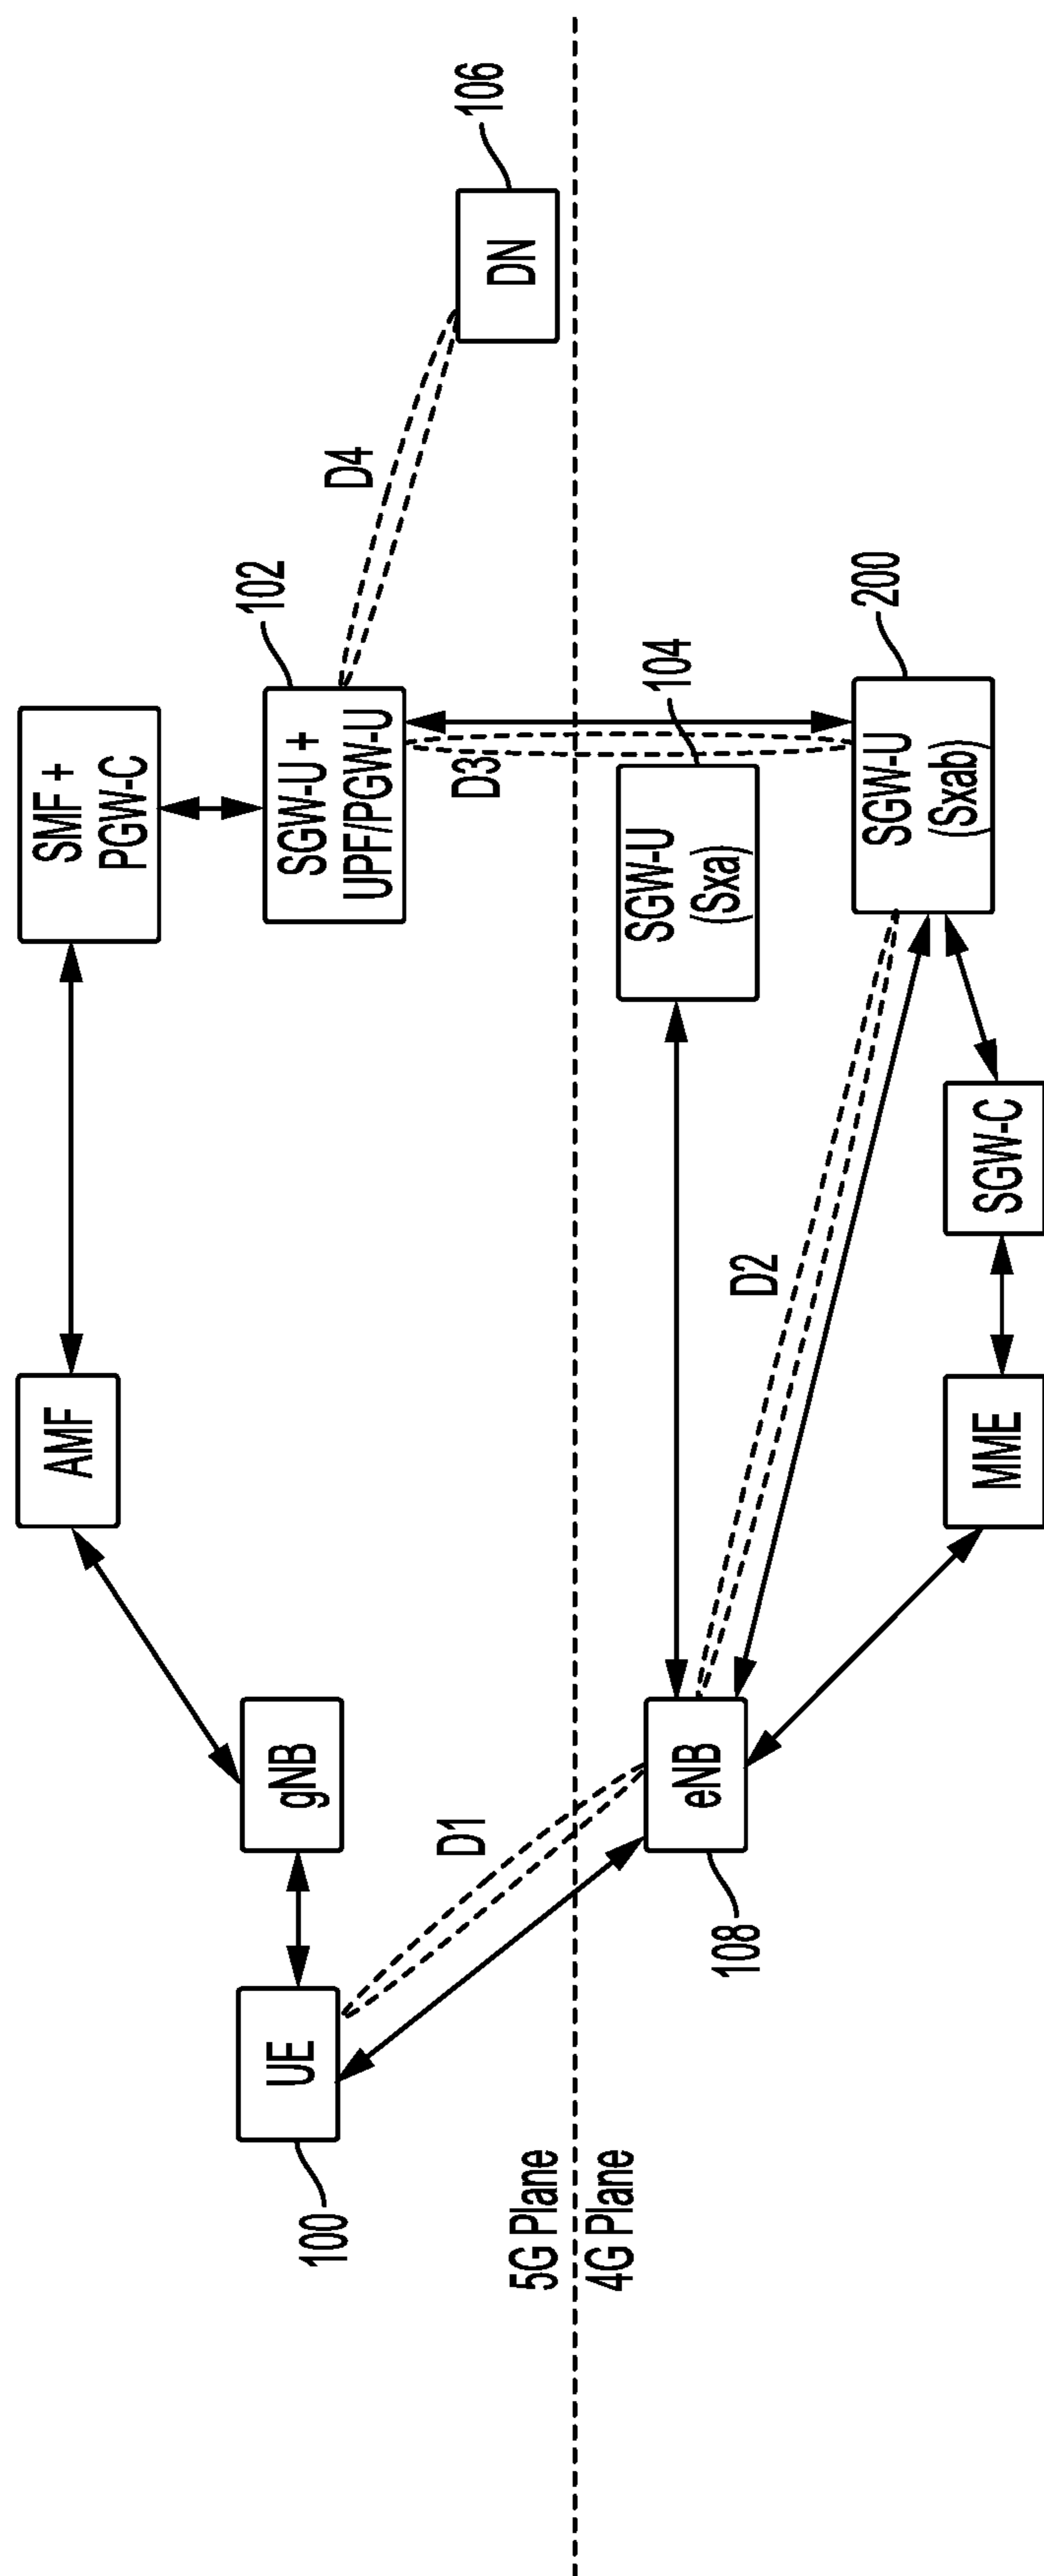 SMF +
PGW-C
AMF
102
SGW-U +
UPF/PGW-U
D4
106
DN
gNB
UE
100
D3
D1
5G Plane
4G Plane
104
SGW-U
(Sxa)
eNB
108
D2
200
SGW-U
(Sxab)
SGW-C
MME